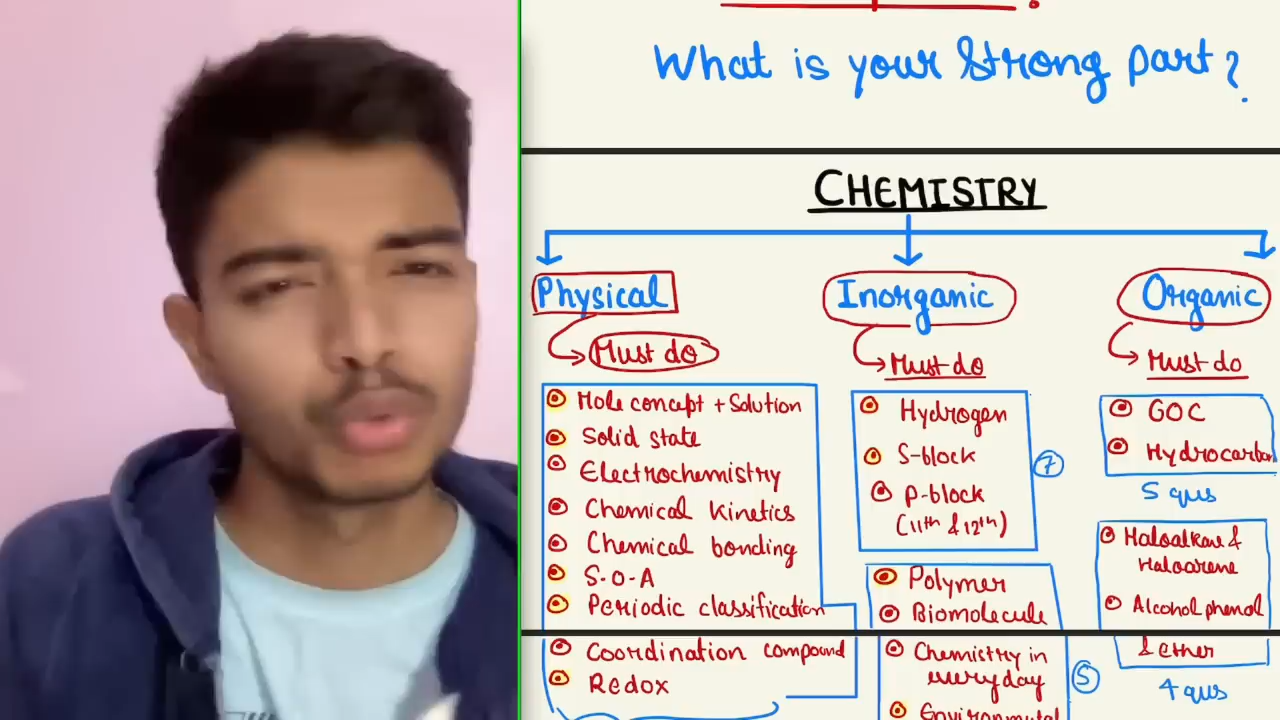 What is your Strong part?
CHEMISTRY
Physical
Must do
Mole concept + Solution
Solid state
Electrochemistry
Chemical Kinetics
Chemical bonding
S.O.A
Periodic classification
Coordination compound
Redox
Inorganic
Must do
Hydrogen
S-block
P-block
(11th & 12th)
7
Polymer
Biomolecule
Chemistry in
everyday
Environmental
5
Organic
Must do
GOC
Hydrocarbon
5 qus
Haloalkane &
Haloarene
Alcohol phenol
& ether
4 qus